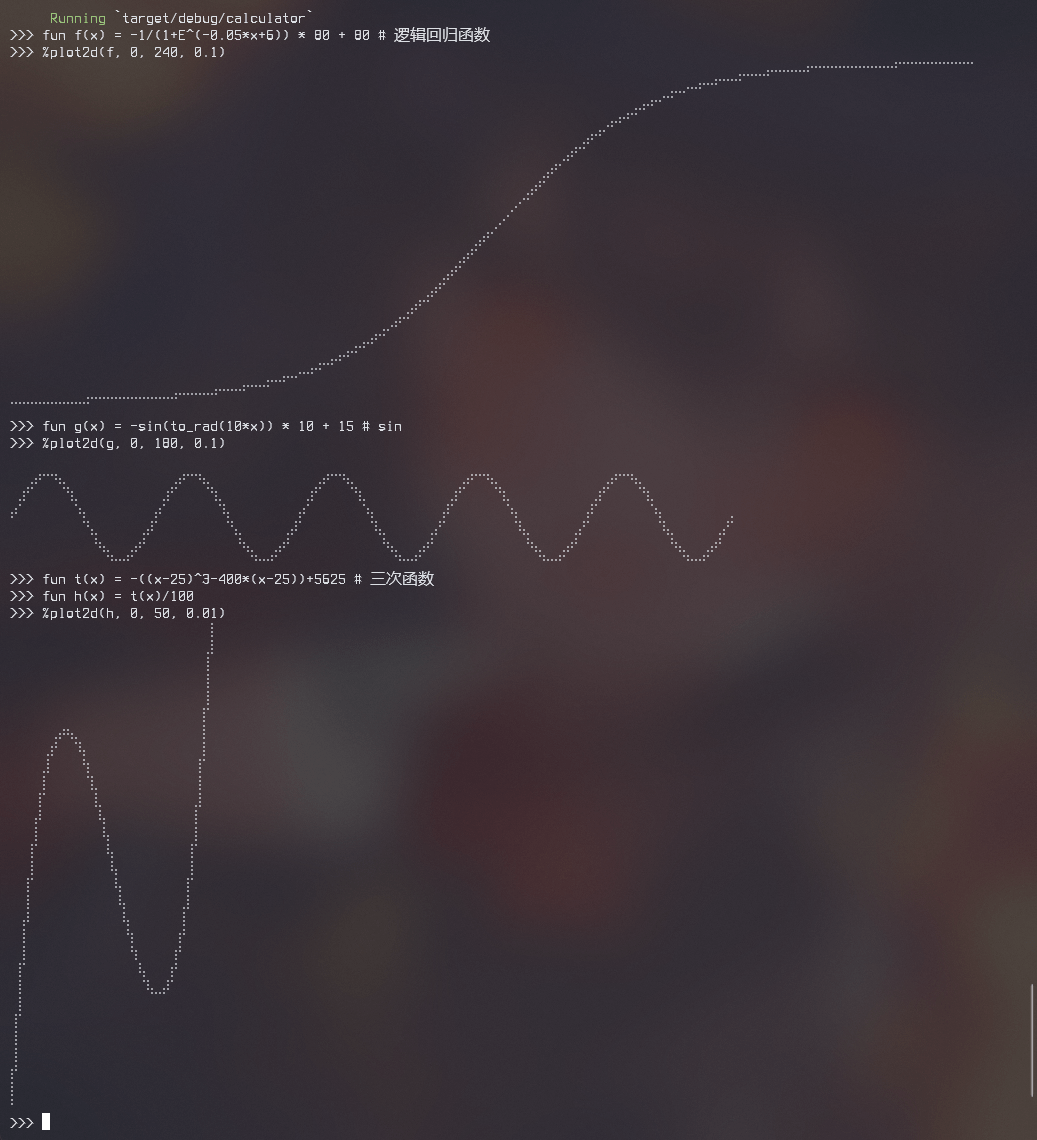 Running `target/debug/calculator`
>>> fun f(x) = -1/(1+E^(-0.05*x+6)) * 80 + 80 # 逻辑回归函数
>>> %plot2d(f, 0, 240, 0.1)
>>> fun g(x) = -sin(to_rad(10*x)) * 10 + 15 # sin
>>> %plot2d(g, 0, 180, 0.1)
>>> fun t(x) = -((x-25)^3-400*(x-25))+5625 # 三次函数
>>> fun h(x) = t(x)/100
>>> %plot2d(h, 0, 50, 0.01)
>>>